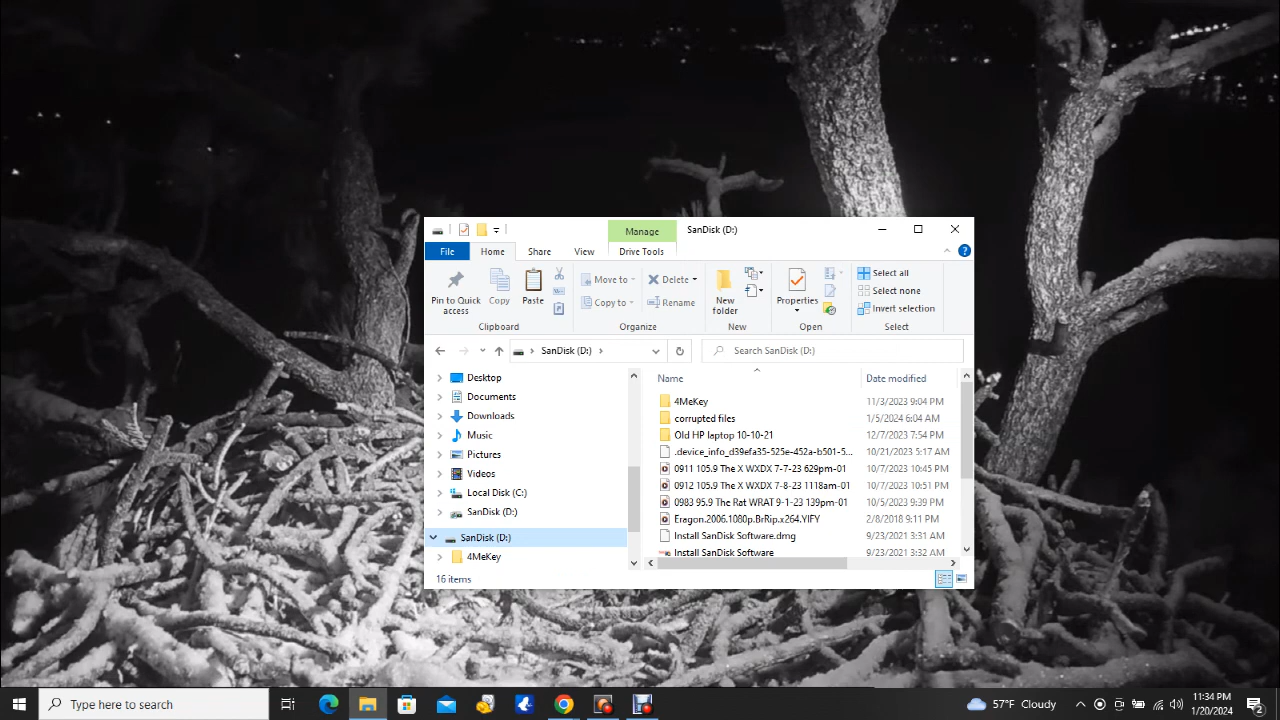 Manage
SanDisk (D:)
File
Home
Share
View
Drive Tools
Pin to Quick access
Copy
Paste
Move to
Copy to
Delete
Rename
New folder
Properties
Select all
Select none
Invert selection
Clipboard
Organize
New
Open
Select
SanDisk (D:)
Search SanDisk (D:)
Desktop
Documents
Downloads
Music
Pictures
Videos
Local Disk (C:)
SanDisk (D:)
SanDisk (D:)
4MeKey
Name Date modified
4MeKey 11/3/2023 9:04 PM
corrupted files 1/5/2024 6:04 AM
Old HP laptop 10-10-21 12/7/2023 7:54 PM
.device_info_d39efa35-525e-452a-b501-5... 10/21/2023 5:17 AM
0911 105.9 The X WXDX 7-7-23 629pm-01 10/7/2023 10:45 PM
0912 105.9 The X WXDX 7-8-23 1118am-01 10/7/2023 10:51 PM
0983 95.9 The Rat WRAT 9-1-23 139pm-01 10/5/2023 9:39 PM
Eragon.2006.1080p.BrRip.x264.YIFY 2/8/2018 9:11 PM
Install SanDisk Software.dmg 9/23/2021 3:31 AM
Install SanDisk Software 9/23/2021 3:32 AM
16 items
Type here to search
57°F Cloudy
11:34 PM
1/20/2024
2